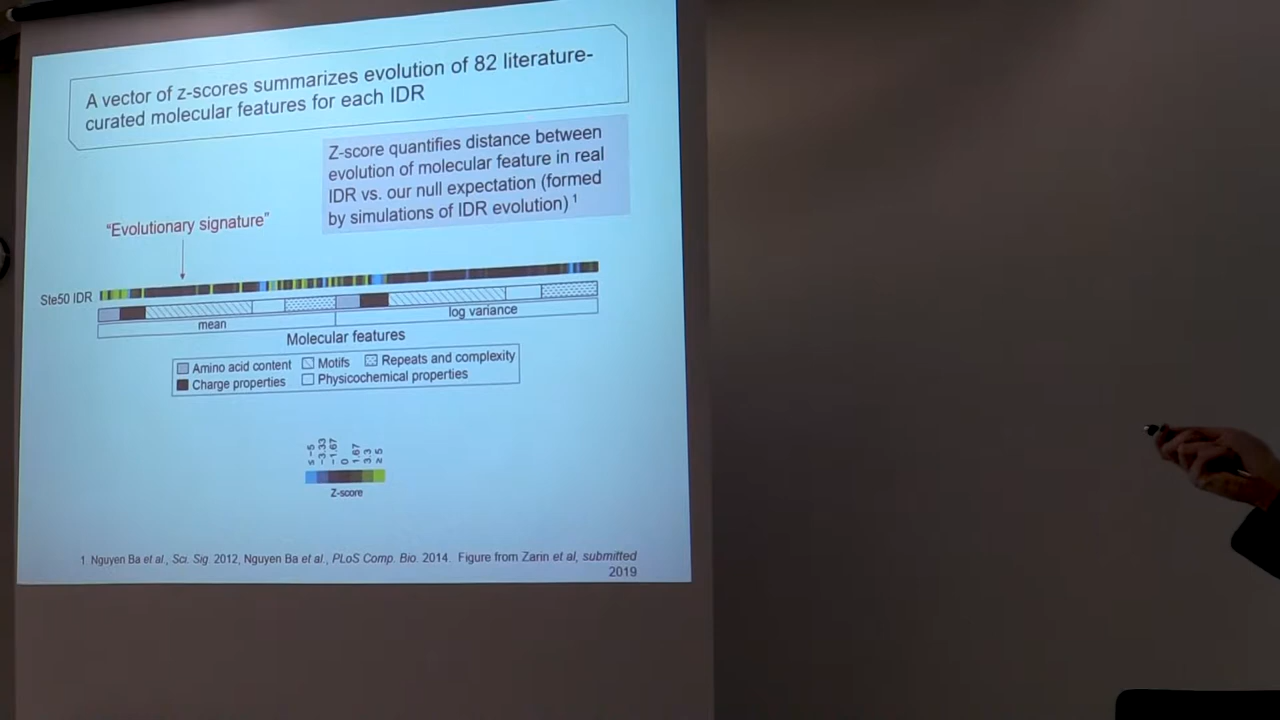 A vector of z-scores summarizes evolution of 82 literature-
curated molecular features for each IDR
Z-score quantifies distance between
evolution of molecular feature in real
IDR vs. our null expectation (formed
by simulations of IDR evolution) 1
"Evolutionary signature"
Ste50 IDR
mean
log variance
Molecular features
Amino acid content
Motifs
Repeats and complexity
Charge properties
Physicochemical properties
≤ -5
-3.33
-1.67
0
1.67
3.3
≥ 5
Z-score
1 Nguyen Ba et al., Sci. Sig. 2012, Nguyen Ba et al., PLoS Comp. Bio. 2014. Figure from Zarin et al, submitted
2019